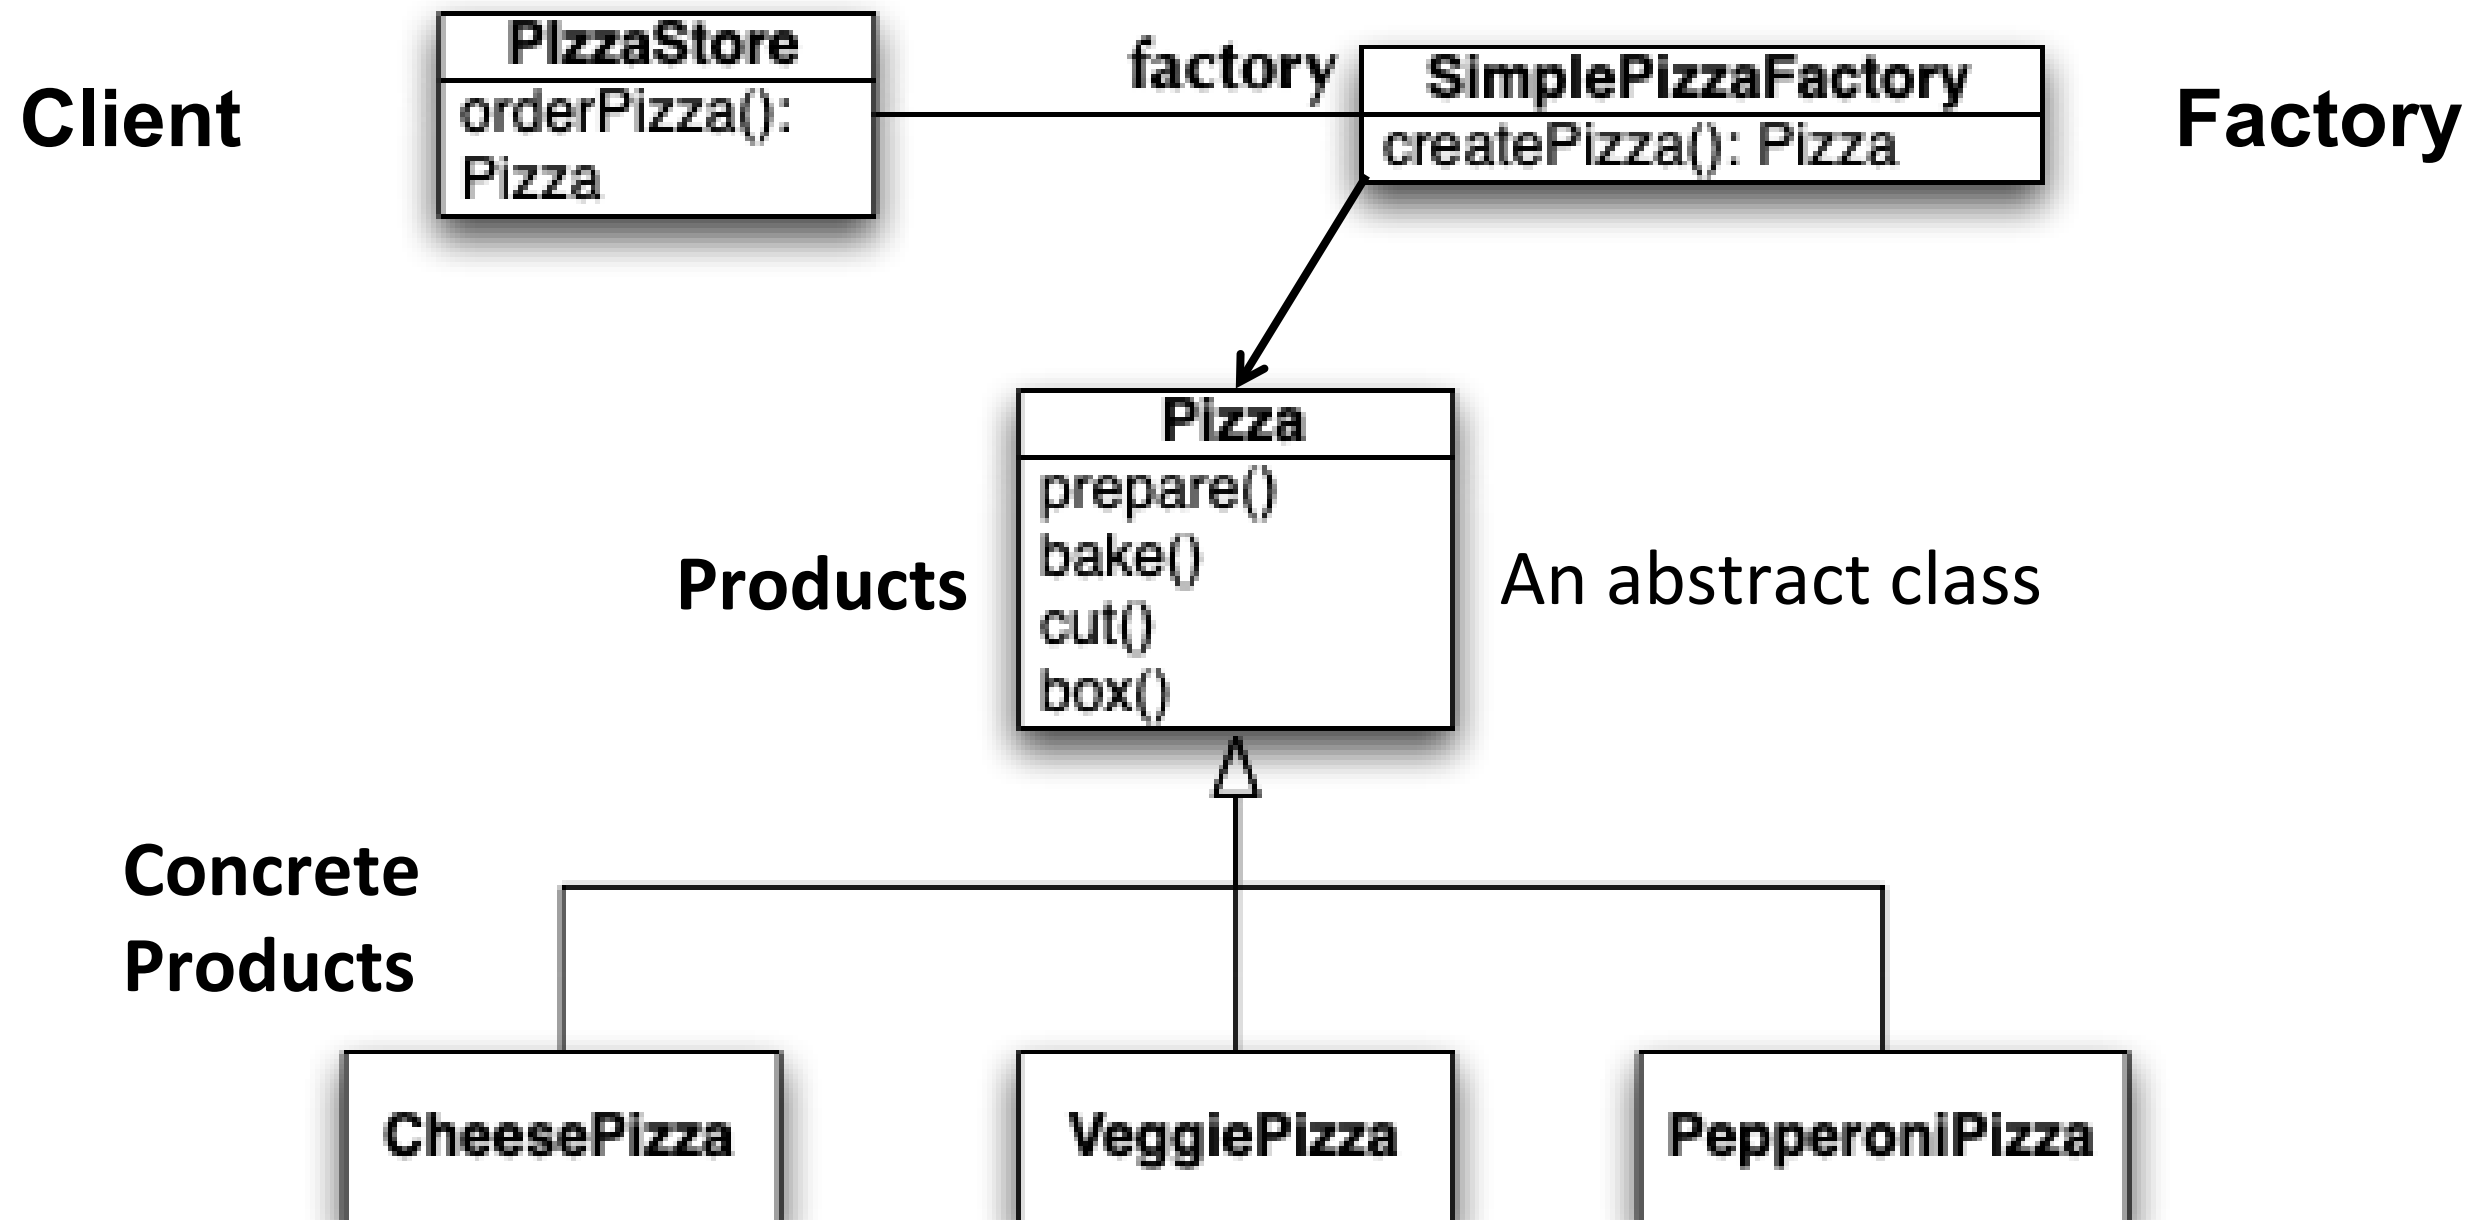 PIzzaStore
orderPizza():
Pizza
Client
factory
SimplePizzaFactory
createPizza(): Pizza
Factory
Pizza
prepare()
bake()
cut()
box()
Products
An abstract class
Concrete
Products
CheesePizza
VeggiePizza
PepperoniPizza